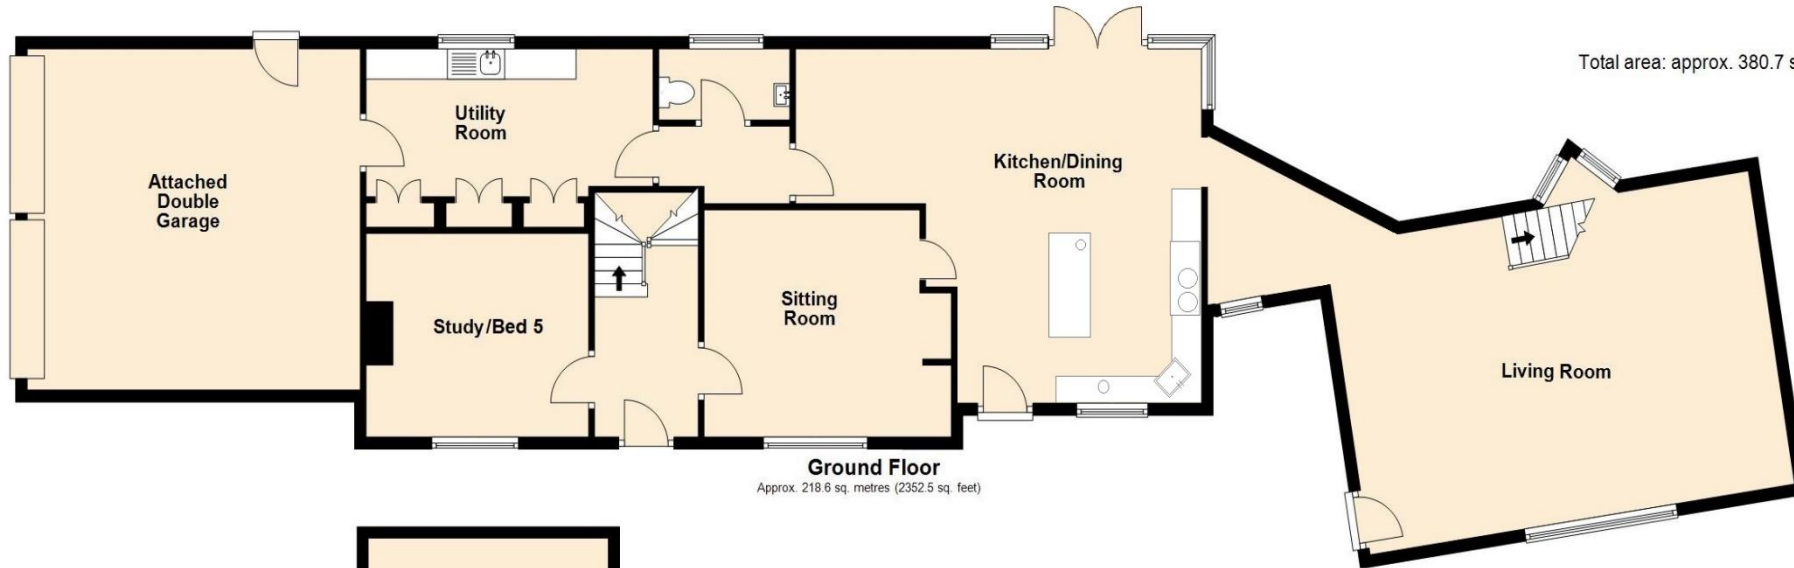 Total area: approx. 380.7 s
Utility
Room
Kitchen/Dining
Room
Attached
Double
Garage
Study/Bed 5
Sitting
Room
Living Room
Ground Floor
Approx. 218.6 sq. metres (2352.5 sq. feet)